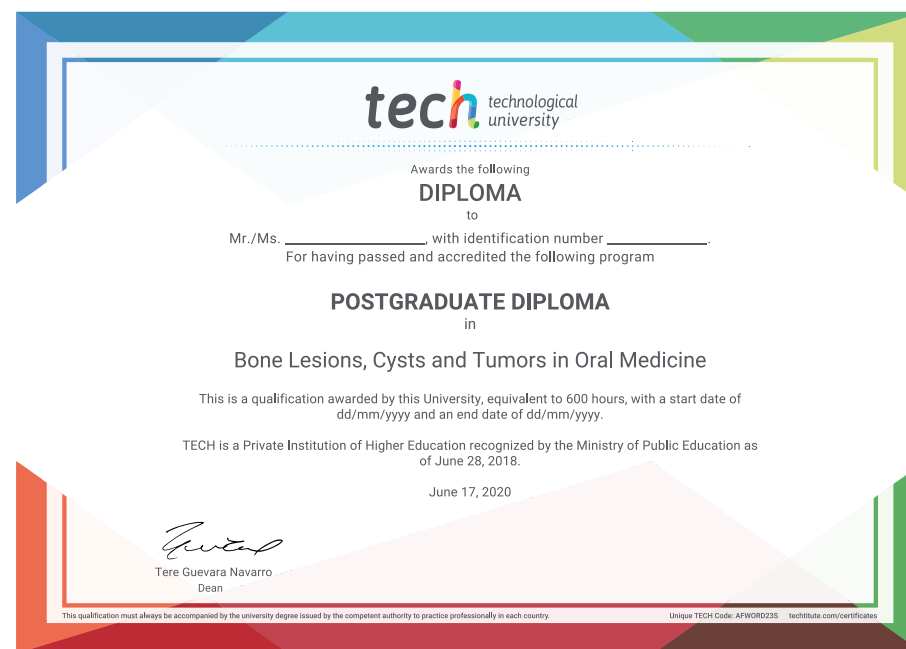 tech technological
university
Awards the following
DIPLOMA
to
Mr./Ms. ____________________, with identification number ______________.
For having passed and accredited the following program
POSTGRADUATE DIPLOMA
in
Bone Lesions, Cysts and Tumors in Oral Medicine
This is a qualification awarded by this University, equivalent to 600 hours, with a start date of
dd/mm/yyyy and an end date of dd/mm/yyyy.
TECH is a Private Institution of Higher Education recognized by the Ministry of Public Education as
of June 28, 2018.
June 17, 2020
Tere Guevara Navarro
Dean
This qualification must always be accompanied by the university degree issued by the competent authority to practice professionally in each country. Unique TECH Code: AFWORD23S techtitute.com/certificates